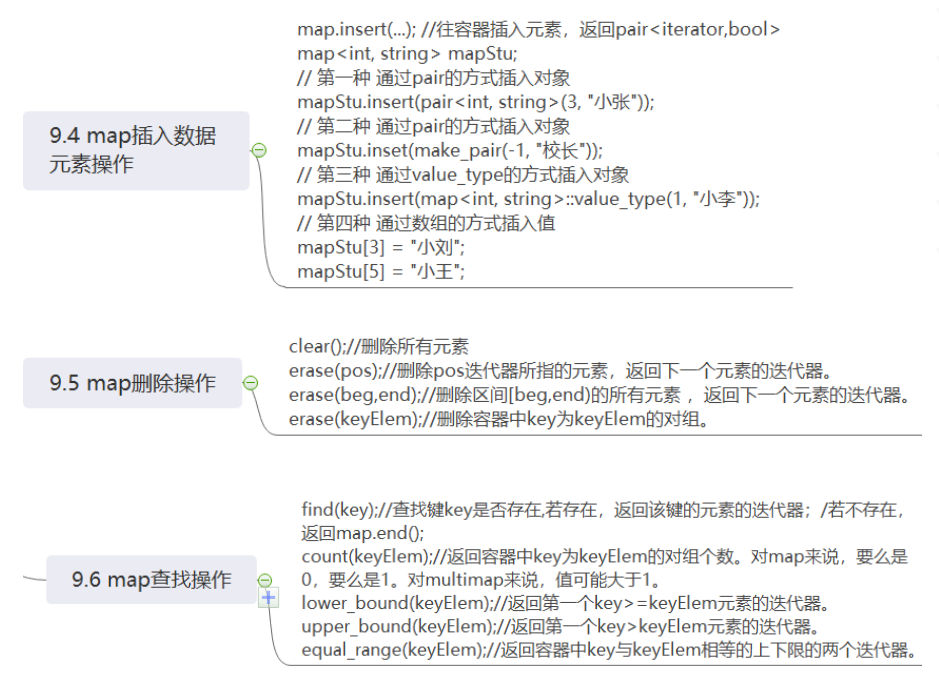 9.4 map插入数据
元素操作
map.insert(...); //往容器插入元素，返回pair<iterator,bool>
map<int, string> mapStu;
// 第一种 通过pair的方式插入对象
mapStu.insert(pair<int, string>(3, "小张"));
// 第二种 通过pair的方式插入对象
mapStu.inset(make_pair(-1, "校长"));
// 第三种 通过value_type的方式插入对象
mapStu.insert(map<int, string>::value_type(1, "小李"));
// 第四种 通过数组的方式插入值
mapStu[3] = "小刘";
mapStu[5] = "小王";
9.5 map删除操作
clear();//删除所有元素
erase(pos);//删除pos迭代器所指的元素，返回下一个元素的迭代器。
erase(beg,end);//删除区间[beg,end)的所有元素 ，返回下一个元素的迭代器。
erase(keyElem);//删除容器中key为keyElem的对组。
9.6 map查找操作
find(key);//查找键key是否存在,若存在，返回该键的元素的迭代器；/若不存在，
返回map.end();
count(keyElem);//返回容器中key为keyElem的对组个数。对map来说，要么是
0，要么是1。对multimap来说，值可能大于1。
lower_bound(keyElem);//返回第一个key>=keyElem元素的迭代器。
upper_bound(keyElem);//返回第一个key>keyElem元素的迭代器。
equal_range(keyElem);//返回容器中key与keyElem相等的上下限的两个迭代器。